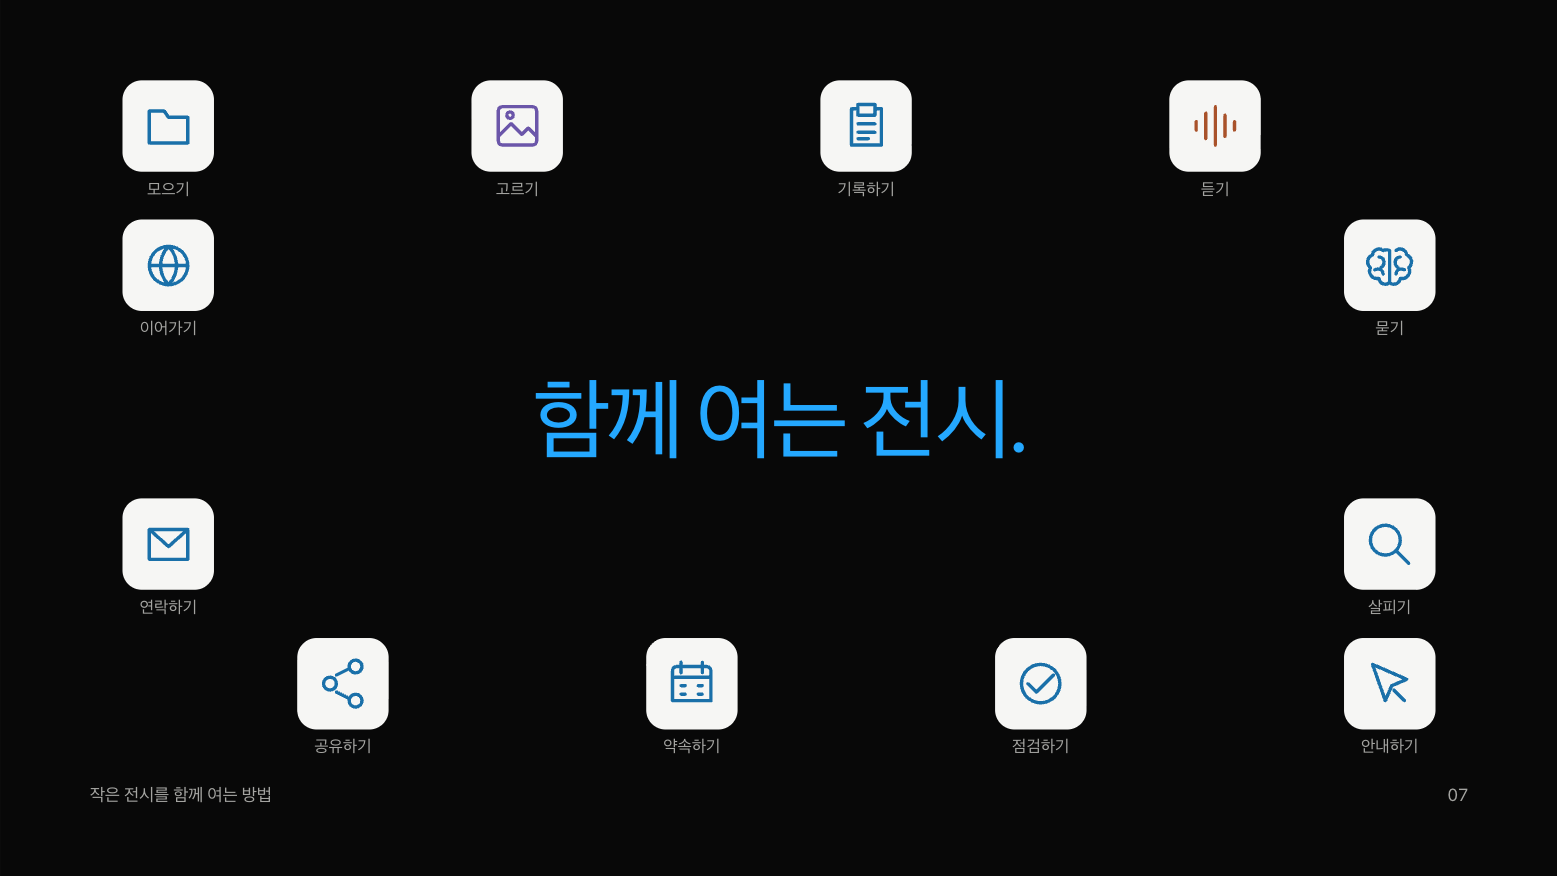 모으기
고르기
기록하기
듣기
이어가기
묻기
함께 여는 전시.
연락하기
살피기
공유하기
약속하기
점검하기
안내하기
작은 전시를 함께 여는 방법
07